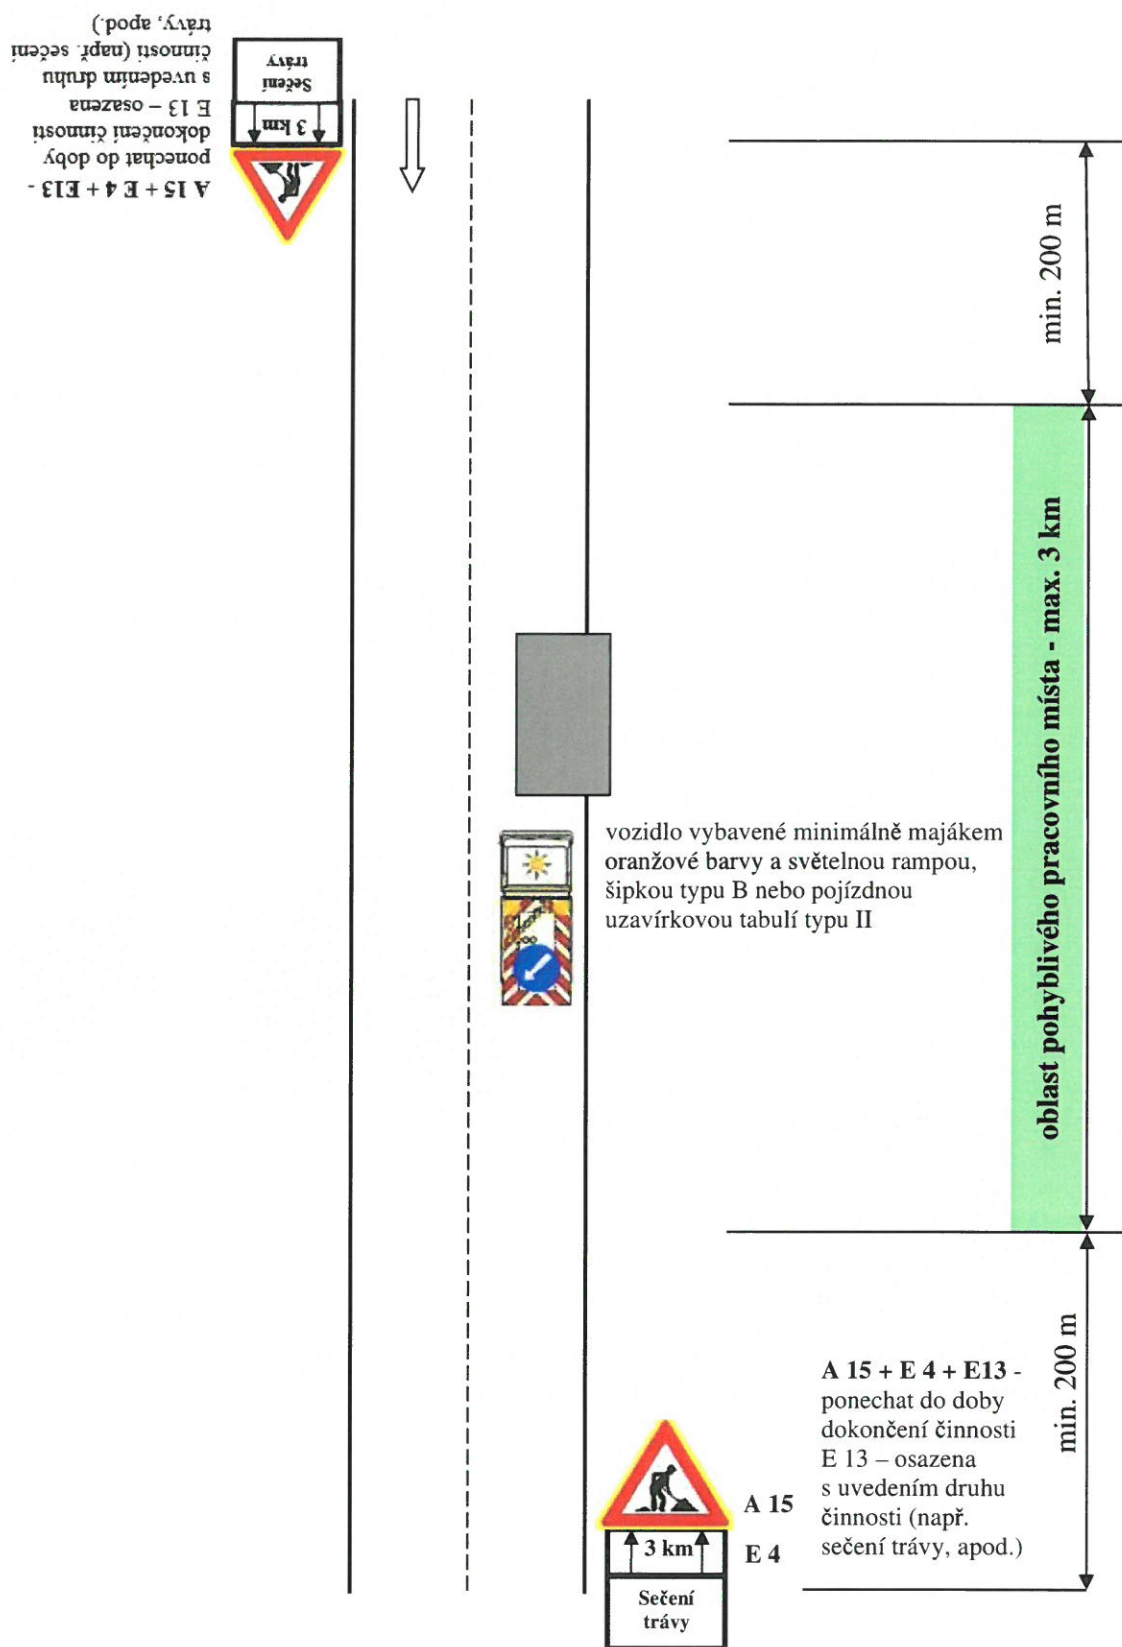 A 15 + E 4 + E13 -
ponechat do doby
dokončení činnosti
E 13 – osazena
s uvedením druhu
činnosti (např. sečení
trávy, apod.)
3 km
Sečení
trávy
min. 200 m
oblast pohyblivého pracovního místa - max. 3 km
vozidlo vybavené minimálně majákem
oranžové barvy a světelnou rampou,
šipkou typu B nebo pojízdnou
uzavírkovou tabulí typu II
min. 200 m
A 15 + E 4 + E13 -
ponechat do doby
dokončení činnosti
E 13 – osazena
s uvedením druhu
činnosti (např.
sečení trávy, apod.)
A 15
3 km
E 4
Sečení
trávy